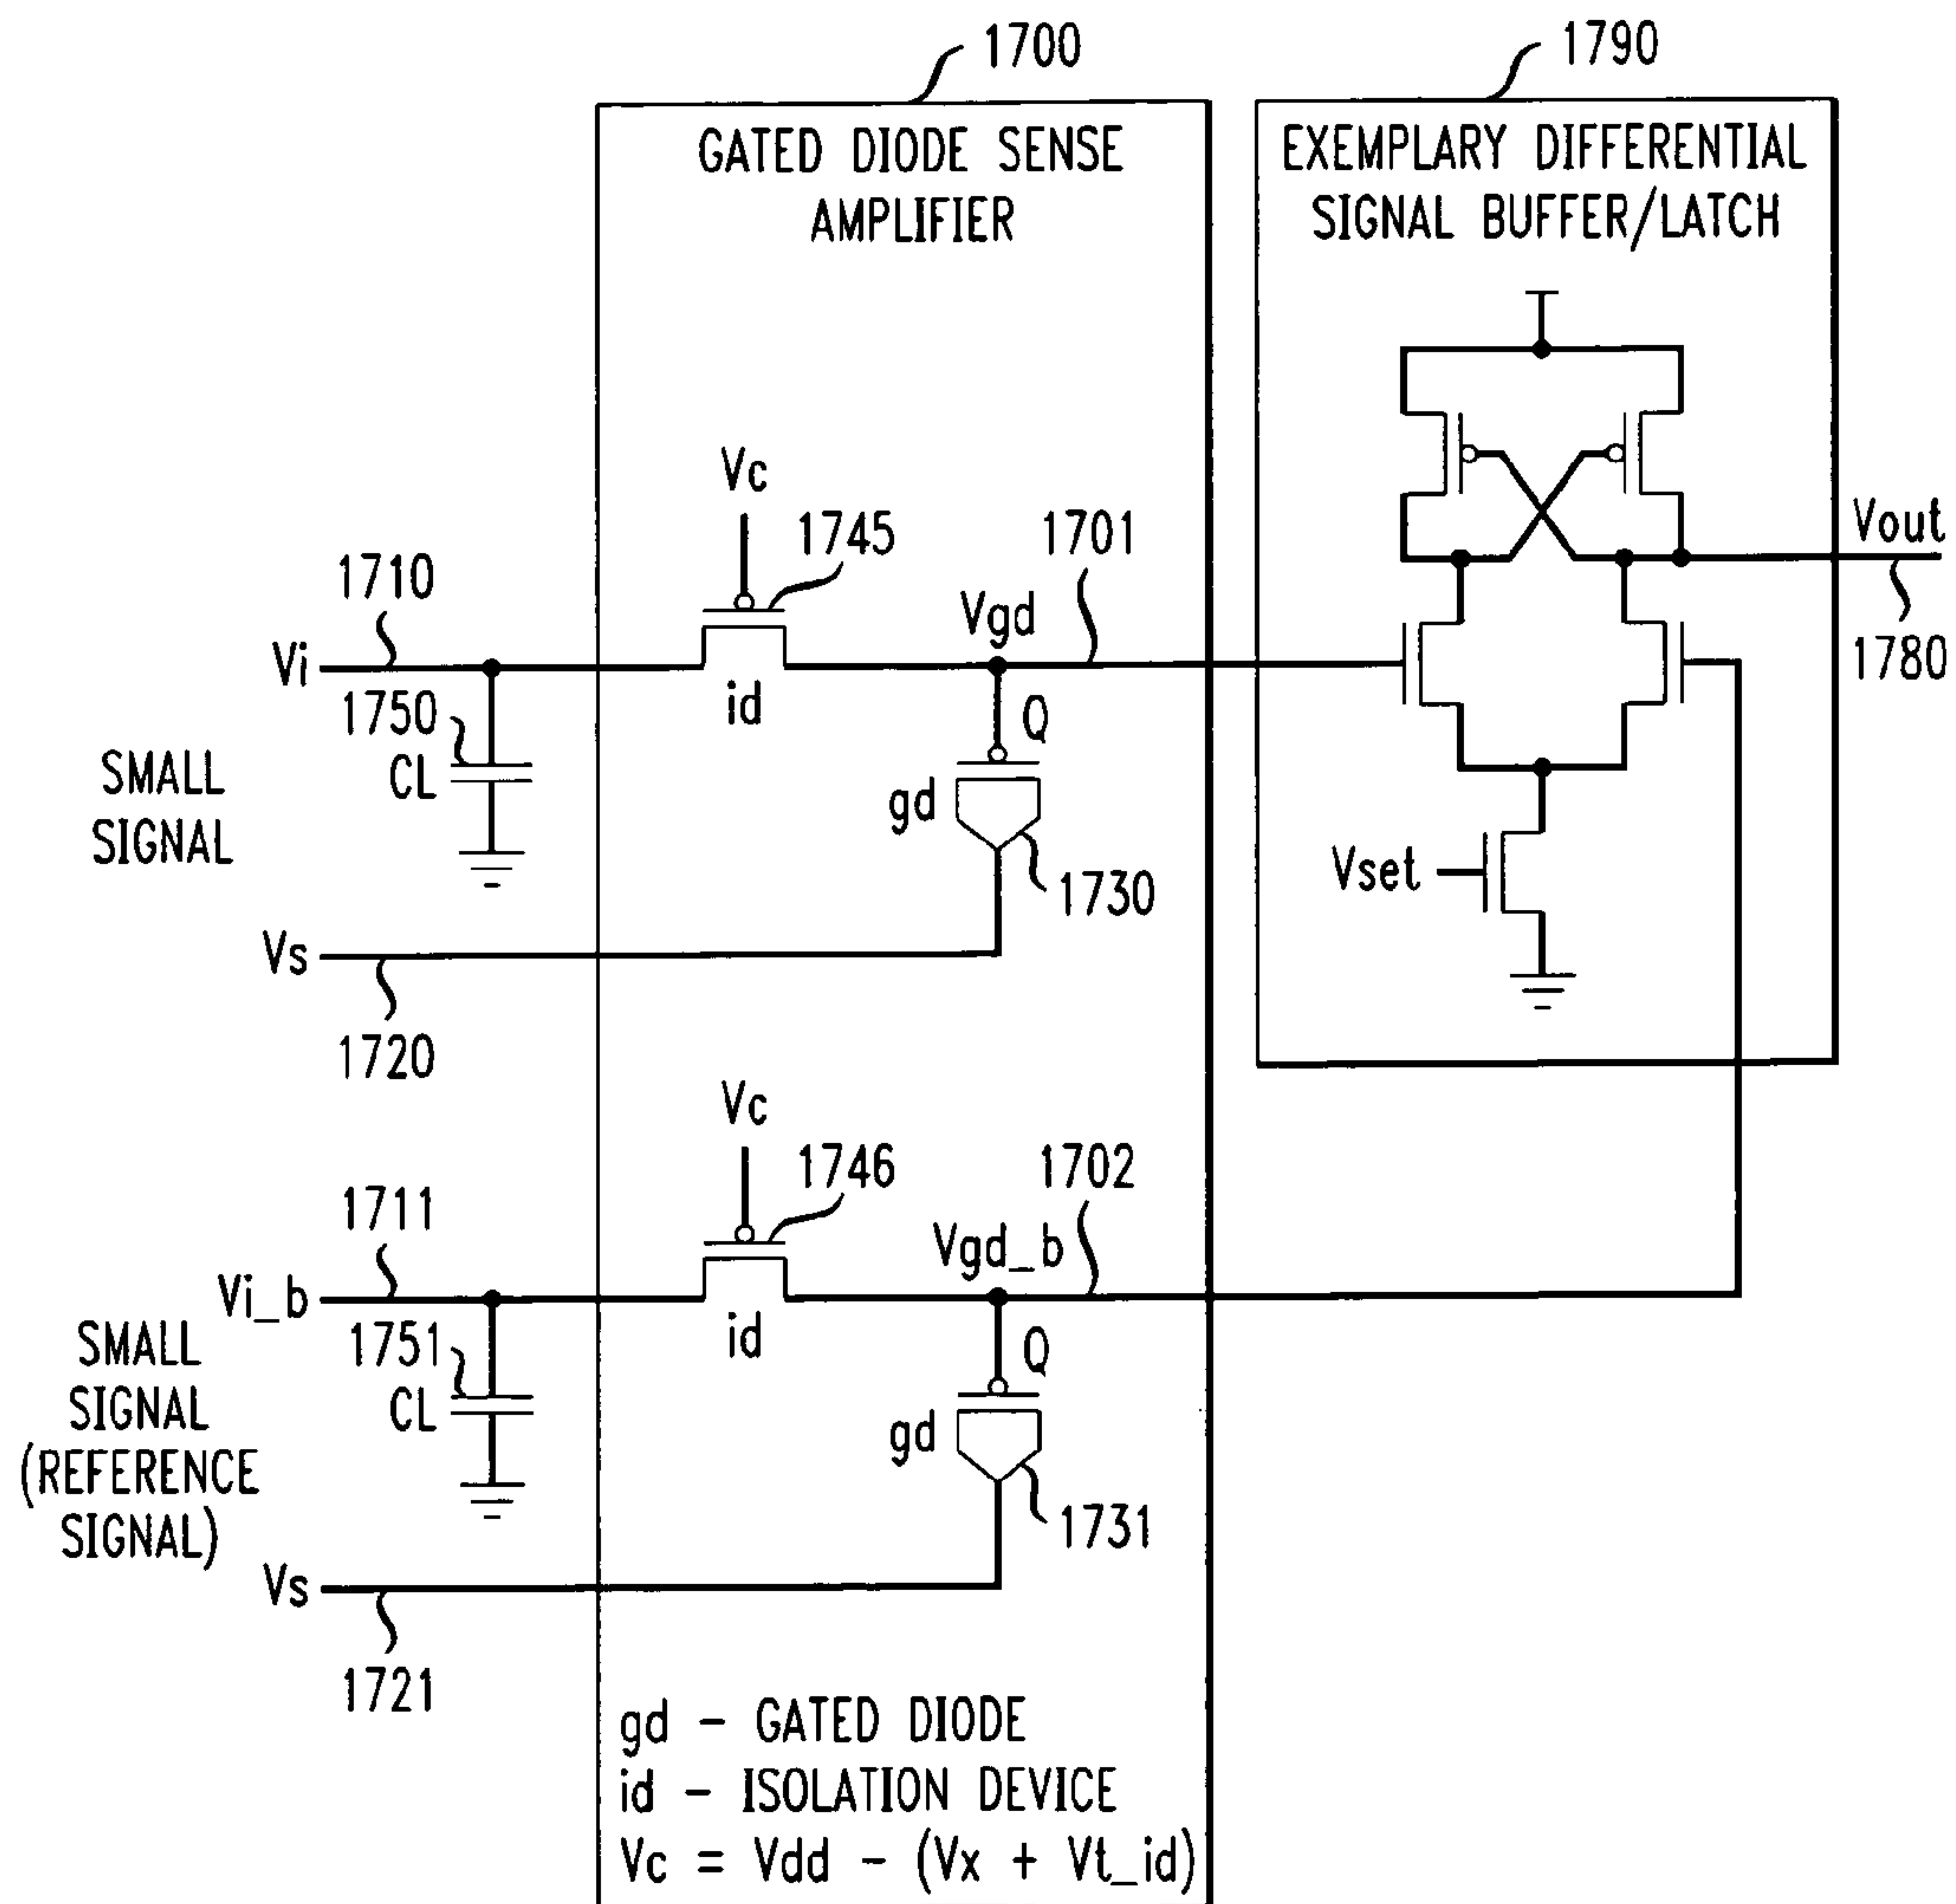 1700
1790
GATED DIODE SENSE
AMPLIFIER
EXEMPLARY DIFFERENTIAL
SIGNAL BUFFER/LATCH
Vc
1745
1701
Vout
1710
Vgd
Vi
1780
1750
id
Q
CL
SMALL
SIGNAL
gd
1730
Vset
Vs
1720
Vc
1746
1702
1711
Vgd_b
Vi_b
1751
id
Q
CL
SMALL
SIGNAL
(REFERENCE
SIGNAL)
gd
1731
Vs
1721
gd - GATED DIODE
id - ISOLATION DEVICE
Vc = Vdd - (Vx + Vt_id)